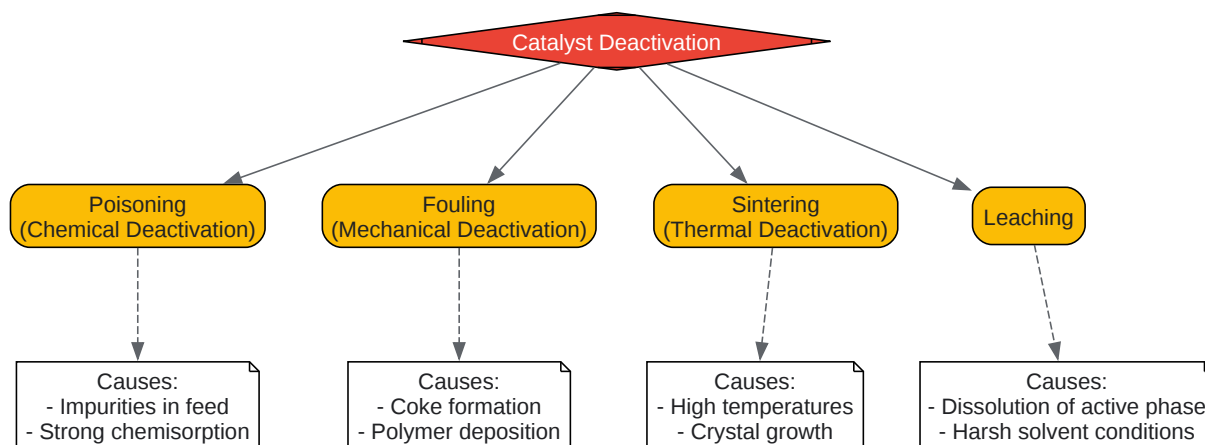 Catalyst Deactivation
Poisoning
(Chemical Deactivation)
Fouling
(Mechanical Deactivation)
Sintering
(Thermal Deactivation)
Leaching
Causes:
- Impurities in feed
- Strong chemisorption
Causes:
- Coke formation
- Polymer deposition
Causes:
- High temperatures
- Crystal growth
Causes:
- Dissolution of active phase
- Harsh solvent conditions